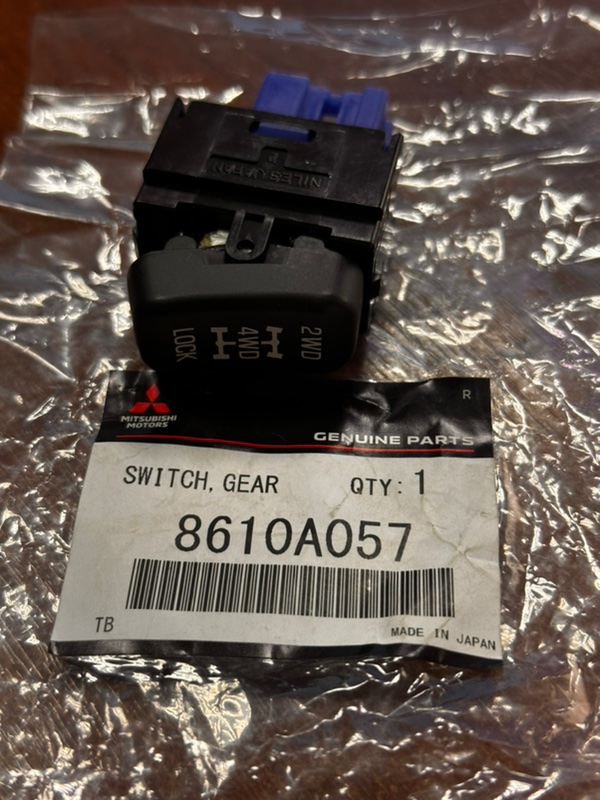 NILES JAPAN
2WD
4WD
LOCK
MITSUBISHI
MOTORS
R
GENUINE PARTS
SWITCH, GEAR QTY: 1
8610A057
TB
MADE IN JAPAN